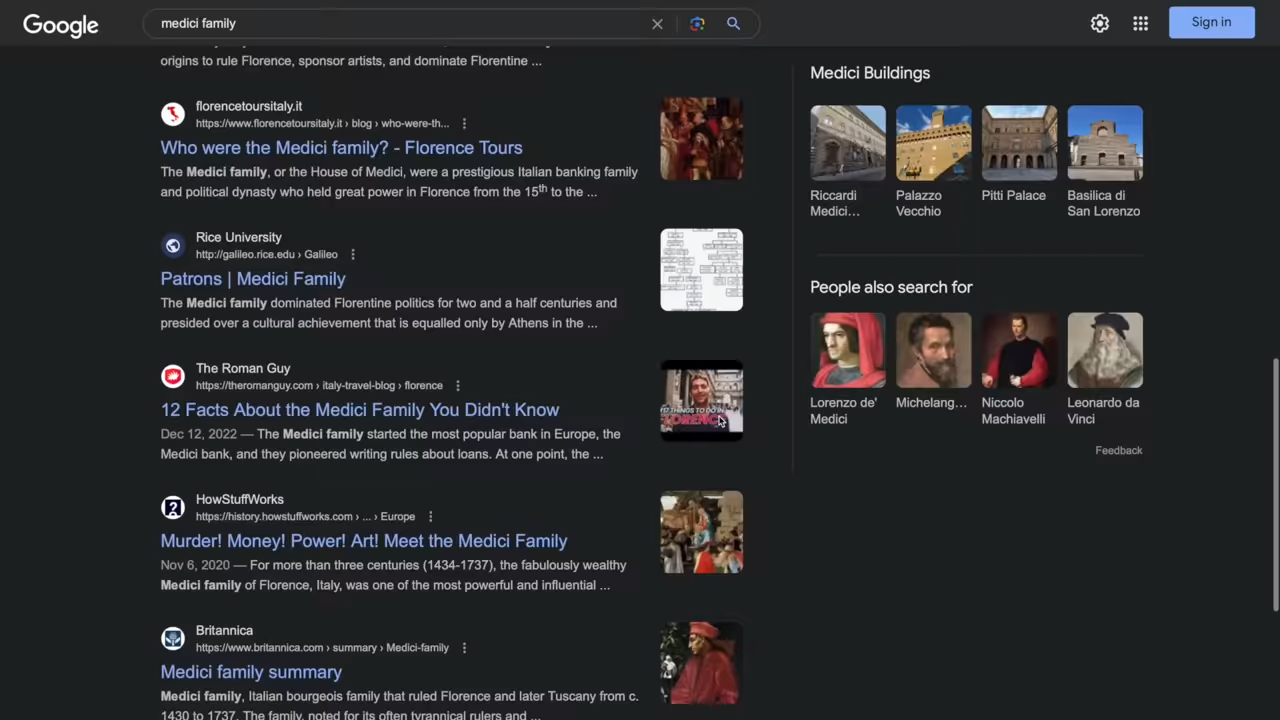 Google
medici family
Sign in
origins to rule Florence, sponsor artists, and dominate Florentine ...
florencetoursitaly.it
https://www.florencetoursitaly.it › blog › who-were-th...
Who were the Medici family? - Florence Tours
The Medici family, or the House of Medici, were a prestigious Italian banking family
and political dynasty who held great power in Florence from the 15th to the ...
Rice University
http://galileo.rice.edu › Galileo
Patrons | Medici Family
The Medici family dominated Florentine politics for two and a half centuries and
presided over a cultural achievement that is equalled only by Athens in the ...
The Roman Guy
https://theromanguy.com › italy-travel-blog › florence
12 Facts About the Medici Family You Didn't Know
Dec 12, 2022 — The Medici family started the most popular bank in Europe, the
Medici bank, and they pioneered writing rules about loans. At one point, the ...
17 THINGS TO DO IN
FLORENCE
HowStuffWorks
https://history.howstuffworks.com › ... › Europe
Murder! Money! Power! Art! Meet the Medici Family
Nov 6, 2020 — For more than three centuries (1434-1737), the fabulously wealthy
Medici family of Florence, Italy, was one of the most powerful and influential ...
Britannica
https://www.britannica.com › summary › Medici-family
Medici family summary
Medici family, Italian bourgeois family that ruled Florence and later Tuscany from c.
1430 to 1737. The family, noted for its often tyrannical rulers and ...
Medici Buildings
Riccardi
Medici...
Palazzo
Vecchio
Pitti Palace
Basilica di
San Lorenzo
People also search for
Lorenzo de'
Medici
Michelang...
Niccolo
Machiavelli
Leonardo da
Vinci
Feedback